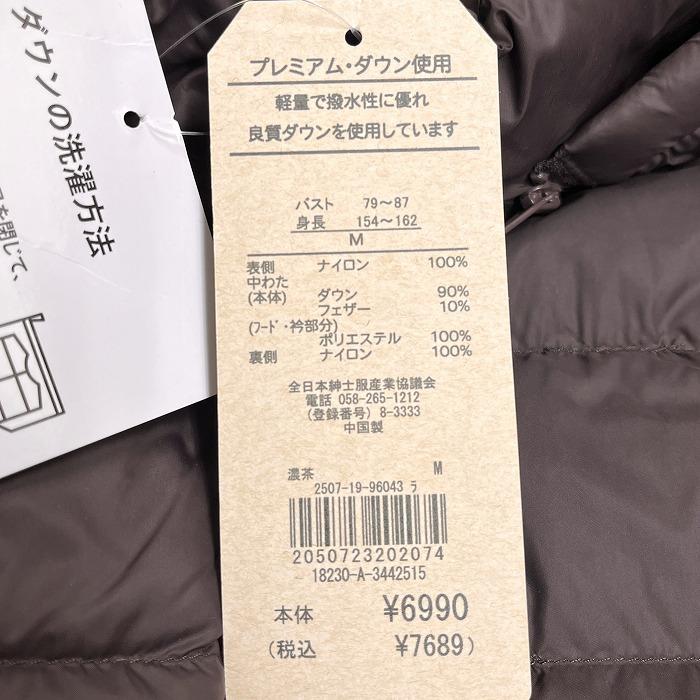 ダウンの洗濯方法
を閉じて、
プレミアム・ダウン使用
軽量で撥水性に優れ
良質ダウンを使用しています
バスト 79〜87
身長 154〜162
M
表側 ナイロン 100%
中わた
(本体) ダウン 90%
フェザー 10%
(フード・衿部分)
ポリエステル 100%
裏側 ナイロン 100%
全日本紳士服産業協議会
電話 058-265-1212
(登録番号) 8-3333
中国製
濃茶 M
2507-19-96043 ラ
2050723202074
18230-A-3442515
本体 ¥6990
(税込 ¥7689)